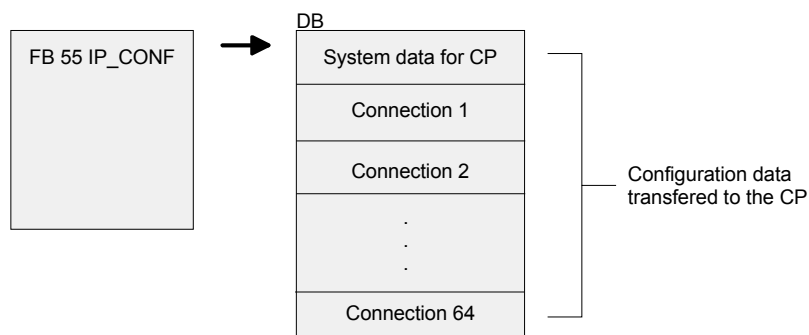 DB
FB 55 IP_CONF
System data for CP
Connection 1
Connection 2
.
.
.
Connection 64
Configuration data
transfered to the CP